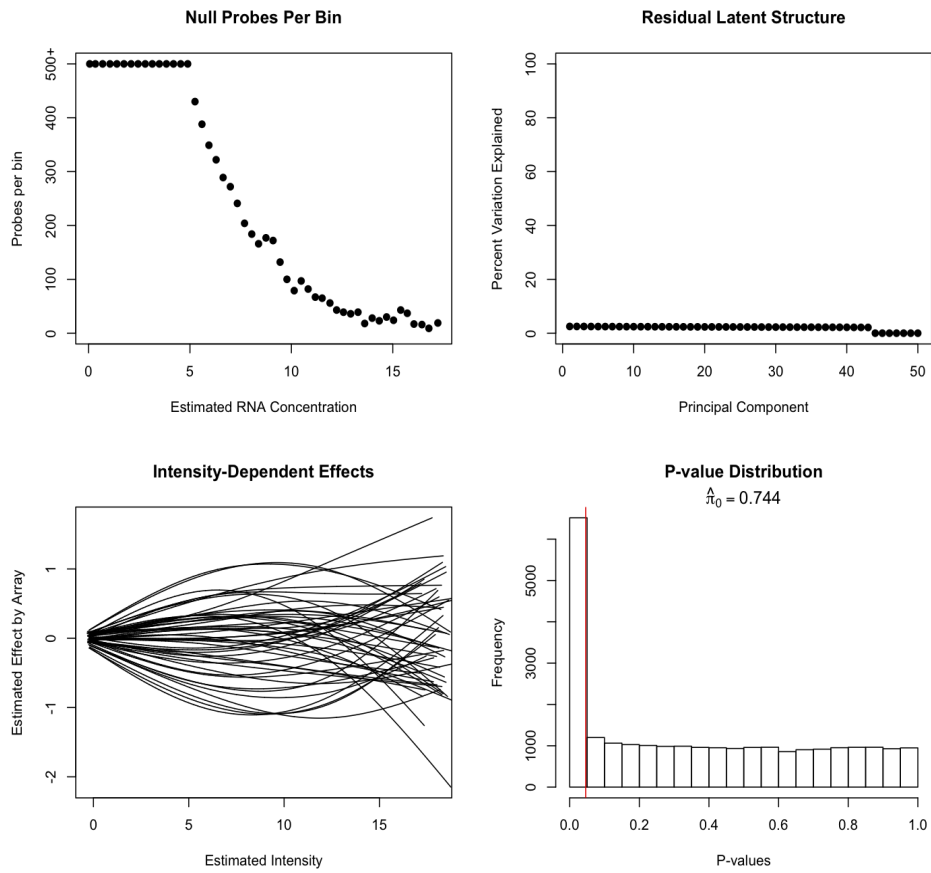 Null Probes Per Bin
Probes per bin
500+
400
300
200
100
0
0 5 10 15
Estimated RNA Concentration
Residual Latent Structure
Percent Variation Explained
100
80
60
40
20
0
0 10 20 30 40 50
Principal Component
Intensity-Dependent Effects
Estimated Effect by Array
1
0
-1
-2
0 5 10 15
Estimated Intensity
P-value Distribution
π̂₀ = 0.744
Frequency
5000
3000
1000
0
0.0 0.2 0.4 0.6 0.8 1.0
P-values